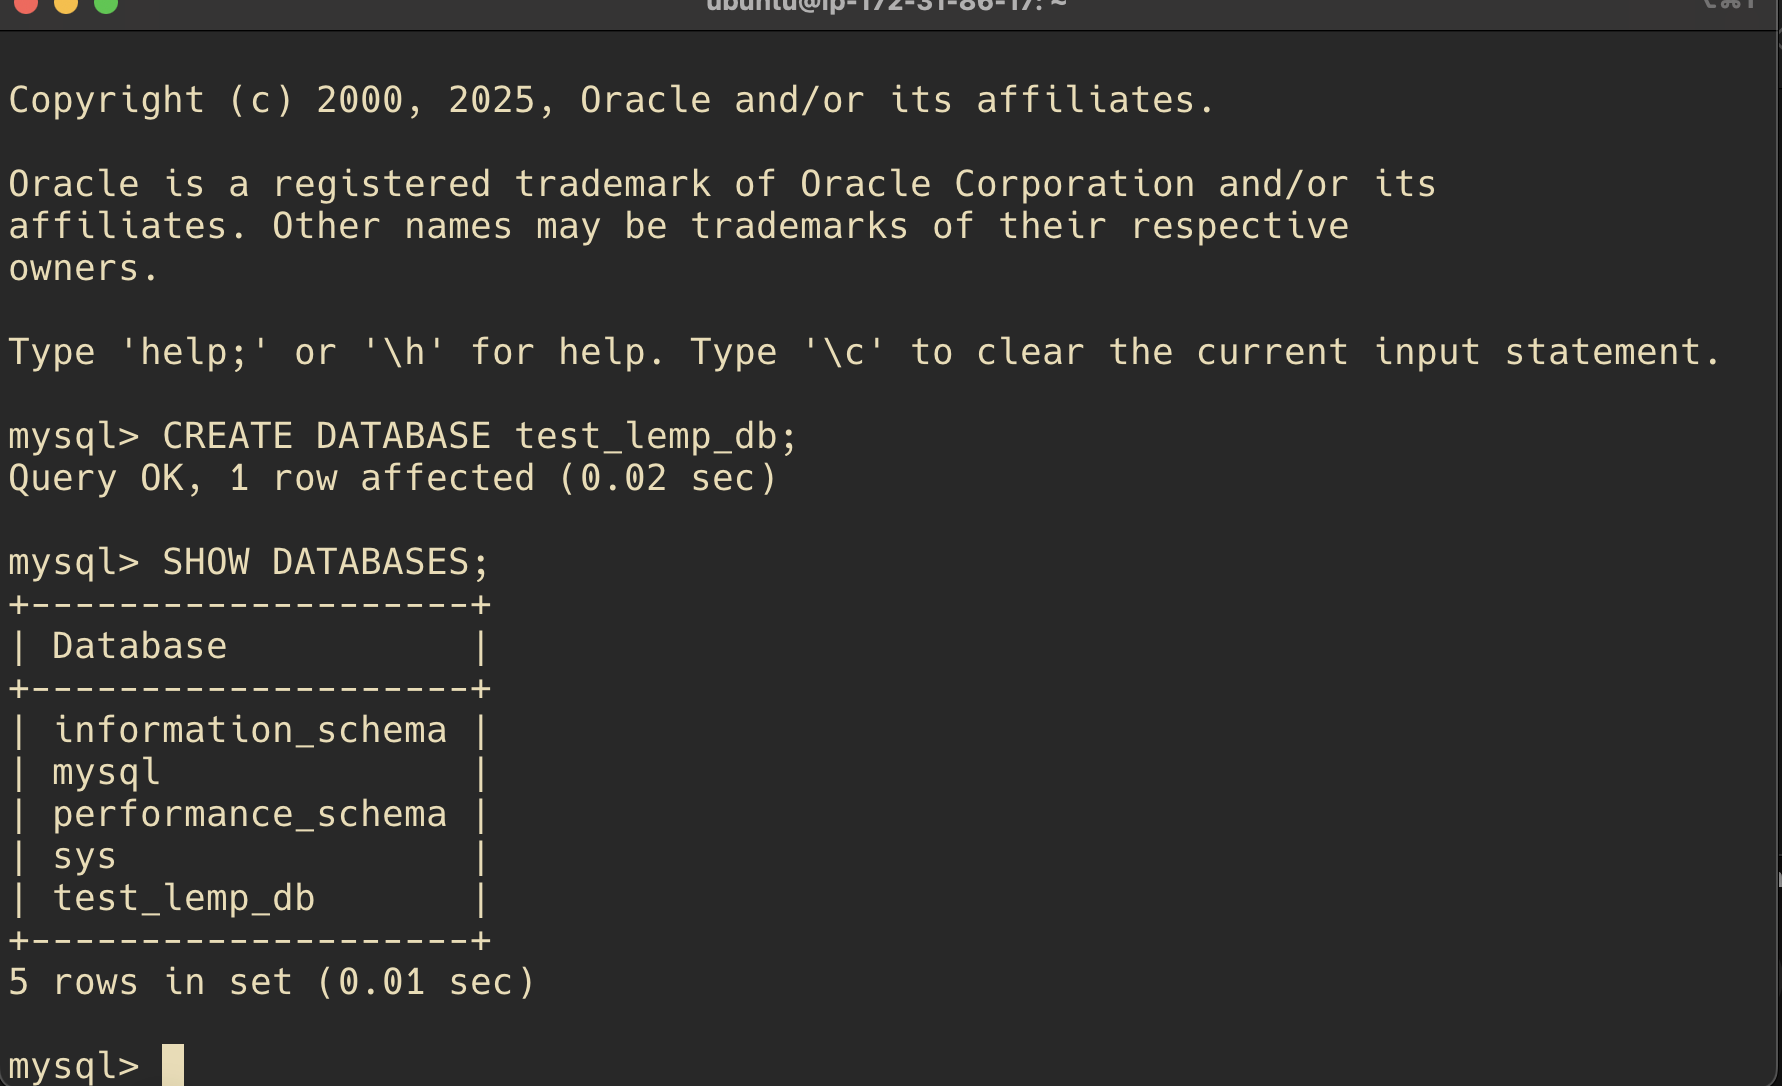 ubuntu@ip-172-31-86-17: ~
Copyright (c) 2000, 2025, Oracle and/or its affiliates.
Oracle is a registered trademark of Oracle Corporation and/or its
affiliates. Other names may be trademarks of their respective
owners.
Type 'help;' or '\h' for help. Type '\c' to clear the current input statement.
mysql> CREATE DATABASE test_lemp_db;
Query OK, 1 row affected (0.02 sec)
mysql> SHOW DATABASES;
+--------------------+
| Database           |
+--------------------+
| information_schema |
| mysql              |
| performance_schema |
| sys                |
| test_lemp_db       |
+--------------------+
5 rows in set (0.01 sec)
mysql>